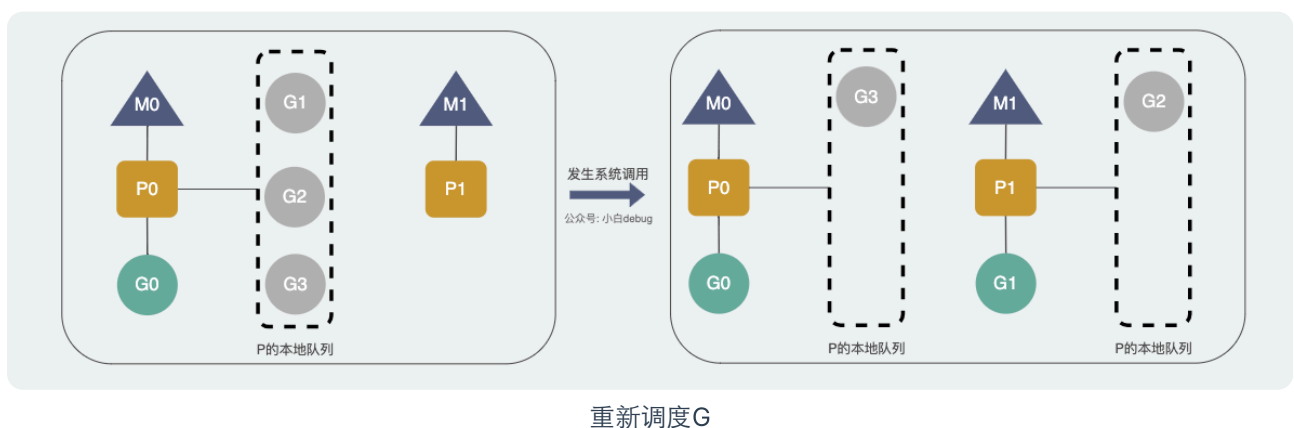 M0
G1
M1
P0
G2
P1
G0
G3
P的本地队列
发生系统调用
公众号: 小白debug
M0
G3
M1
G2
P0
P1
G0
G1
P的本地队列
P的本地队列
重新调度G